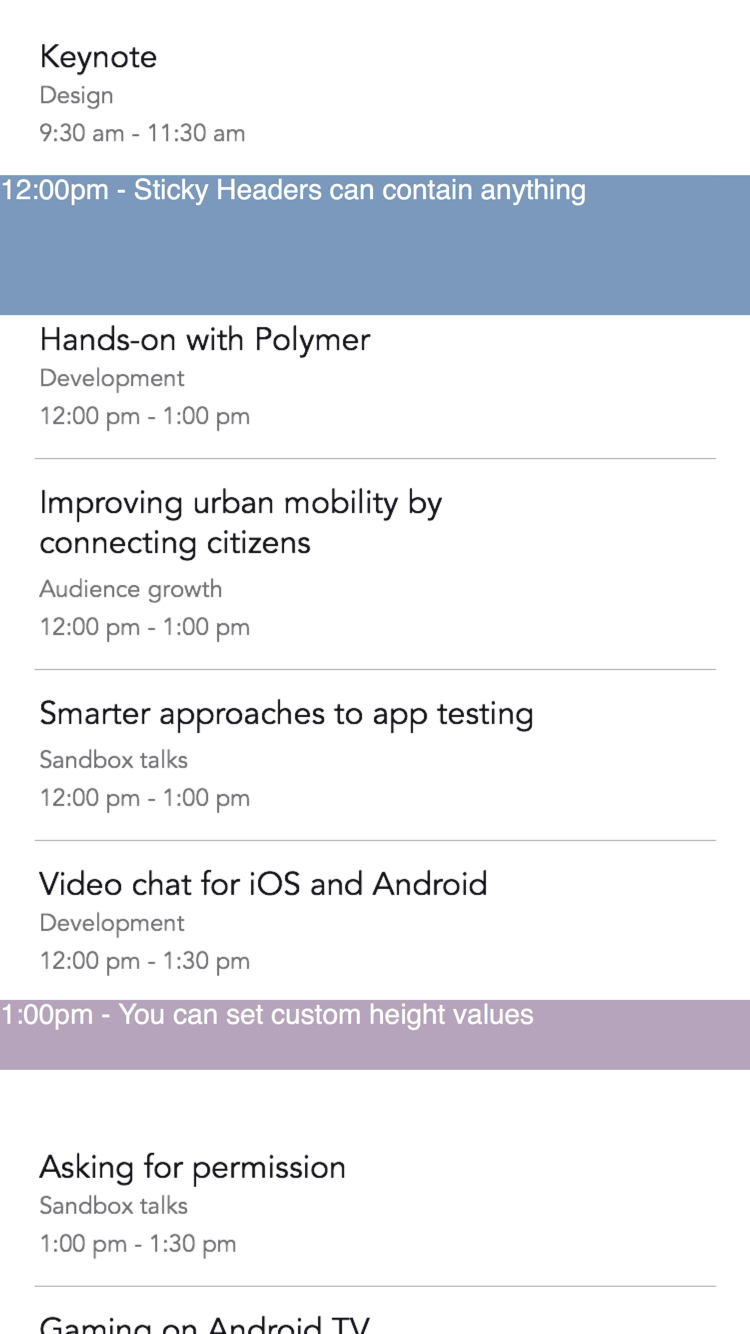 Keynote
Design
9:30 am - 11:30 am
12:00pm - Sticky Headers can contain anything
Hands-on with Polymer
Development
12:00 pm - 1:00 pm
Improving urban mobility by
connecting citizens
Audience growth
12:00 pm - 1:00 pm
Smarter approaches to app testing
Sandbox talks
12:00 pm - 1:00 pm
Video chat for iOS and Android
Development
12:00 pm - 1:30 pm
1:00pm - You can set custom height values
Asking for permission
Sandbox talks
1:00 pm - 1:30 pm
Gaming on Android TV